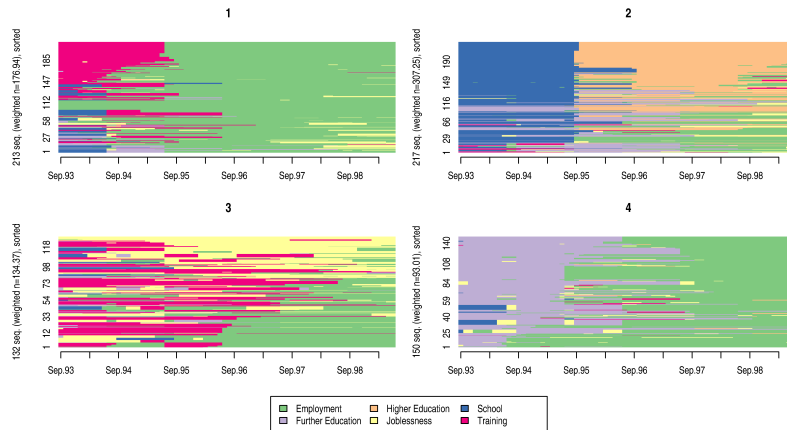 1
213 seq. (weighted n=176.94), sorted
1 27 58 112 147 185
Sep.93 Sep.94 Sep.95 Sep.96 Sep.97 Sep.98
2
217 seq. (weighted n=307.25), sorted
1 29 66 116 149 190
Sep.93 Sep.94 Sep.95 Sep.96 Sep.97 Sep.98
3
132 seq. (weighted n=134.37), sorted
1 12 33 54 73 98 118
Sep.93 Sep.94 Sep.95 Sep.96 Sep.97 Sep.98
4
150 seq. (weighted n=93.01), sorted
1 25 40 59 84 108 140
Sep.93 Sep.94 Sep.95 Sep.96 Sep.97 Sep.98
Employment Higher Education School
Further Education Joblessness Training